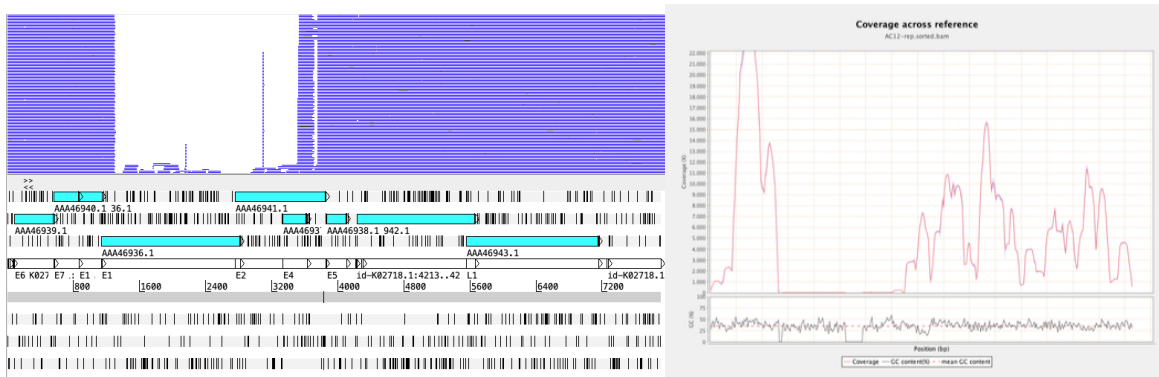 >>
<<
AAA46940.1 36.1 AAA46941.1
AAA46939.1 AAA4693 AAA46938.1 942.1
AAA46936.1 AAA46943.1
E6 K027 E7 .: E1 E1 E2 E4 E5 id-K02718.1:4213..42 L1 id-K02718.1
800 1600 2400 3200 4000 4800 5600 6400 7200
Coverage across reference
AC12-rep.sorted.bam
Coverage (X)
22.000
21.000
20.000
19.000
18.000
17.000
16.000
15.000
14.000
13.000
12.000
11.000
10.000
9.000
8.000
7.000
6.000
5.000
4.000
3.000
2.000
1.000
0
GC (%)
100
75
50
25
0
Position (bp)
Coverage GC content(%) mean GC content